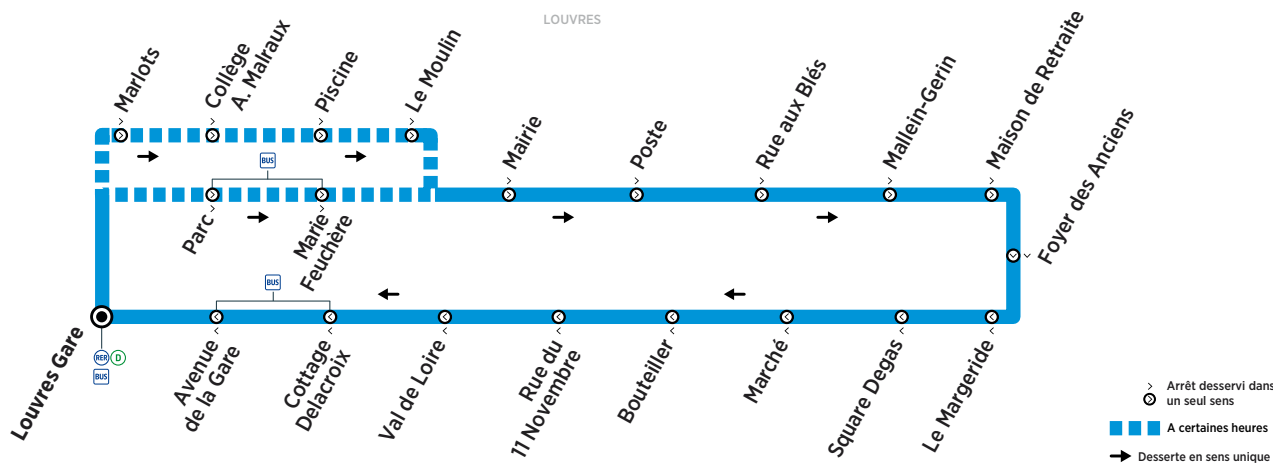 LOUVRES
Marlots
Collège
A. Malraux
Piscine
Le Moulin
Mairie
Poste
Rue aux Blés
Mallein-Gerin
Maison de Retraite
BUS
Parc
Marie
Feuchère
Foyer des Anciens
BUS
Louvres Gare
RER D
BUS
Avenue
de la Gare
Cottage
Delacroix
Val de Loire
Rue du
11 Novembre
Bouteiller
Marché
Square Degas
Le Margeride
Arrêt desservi dans
un seul sens
A certaines heures
Desserte en sens unique